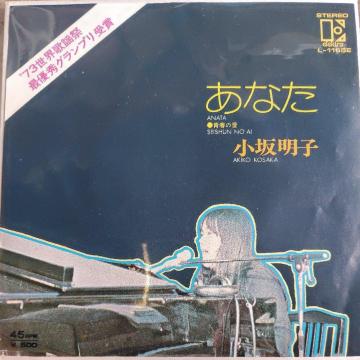 '73世界歌謡祭
最優秀グランプリ受賞
STEREO
elektra
あなた
ANATA
●青春の愛
SEISHUN NO AI
小坂明子
AKIKO KOSAKA
45RPM
¥.500